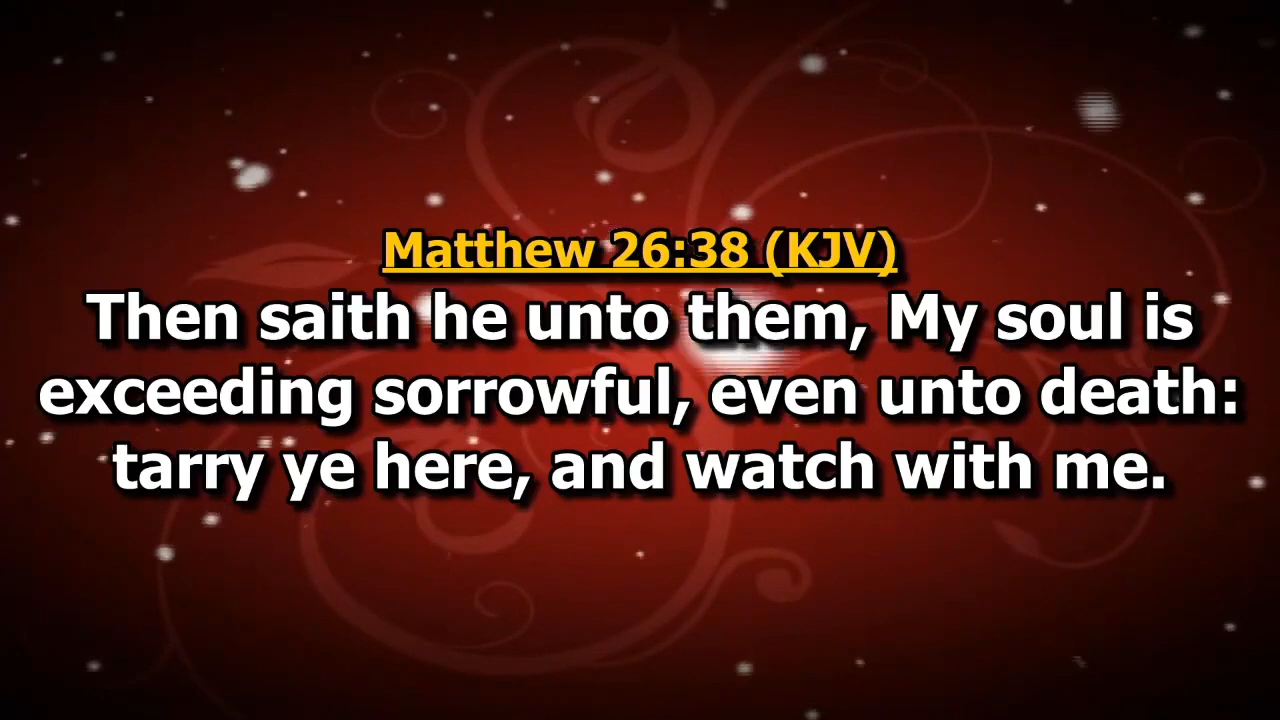 Matthew 26:38 (KJV)
Then saith he unto them, My soul is
exceeding sorrowful, even unto death:
tarry ye here, and watch with me.